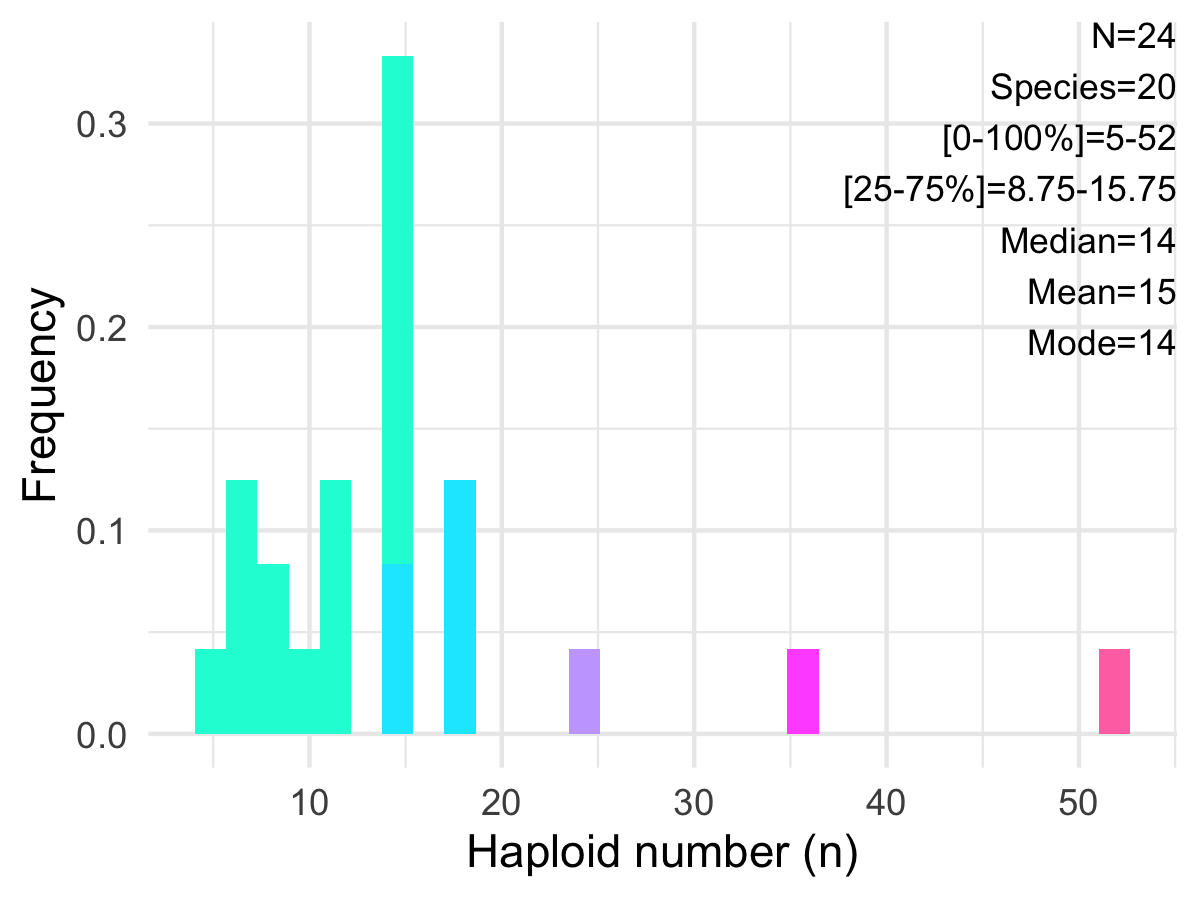 N=24
Species=20
[0-100%]=5-52
[25-75%]=8.75-15.75
Median=14
Mean=15
Mode=14
Frequency
0.3
0.2
0.1
0.0
10 20 30 40 50
Haploid number (n)